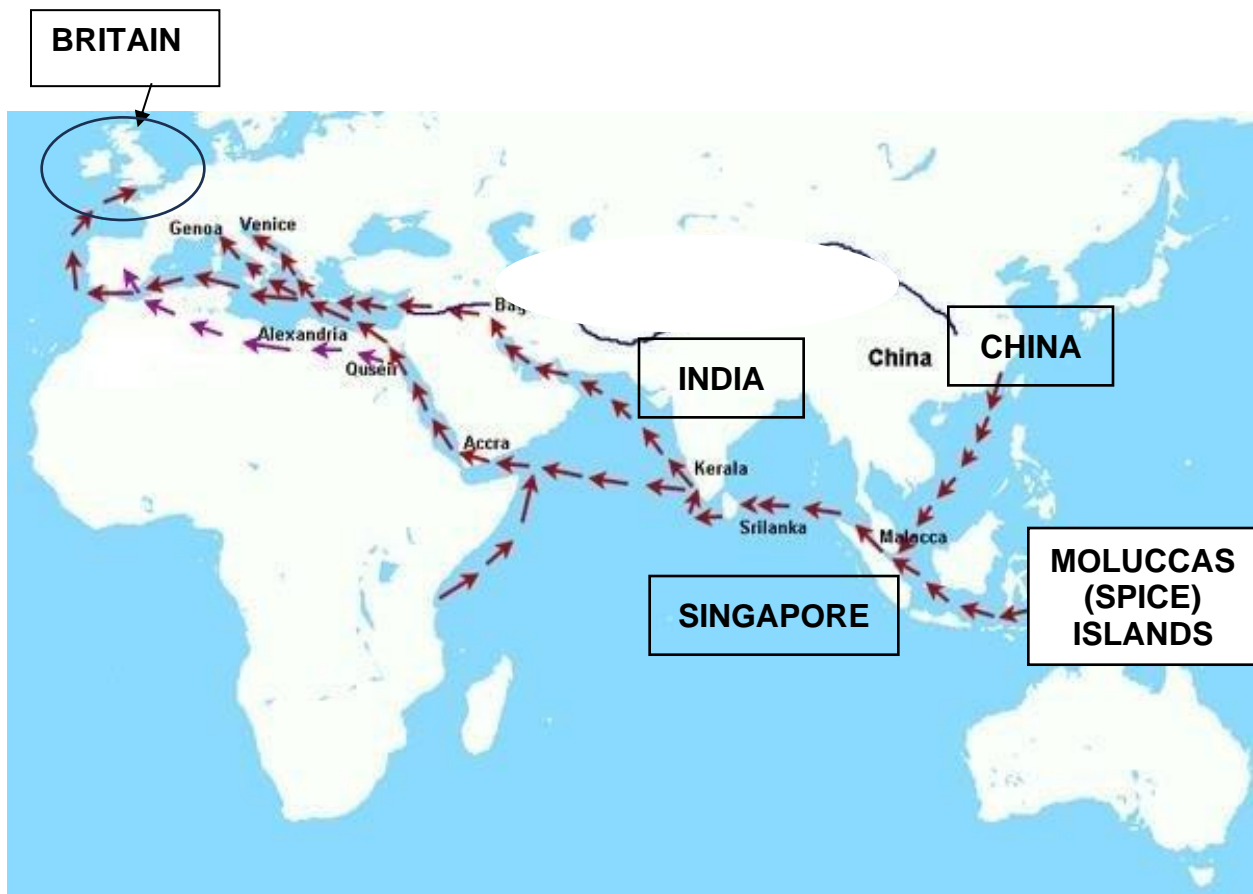 BRITAIN
Genoa
Venice
Bag
Alexandria
Quseir
China
CHINA
INDIA
Accra
Kerala
Srilanka
Malacca
MOLUCCAS
(SPICE)
ISLANDS
SINGAPORE